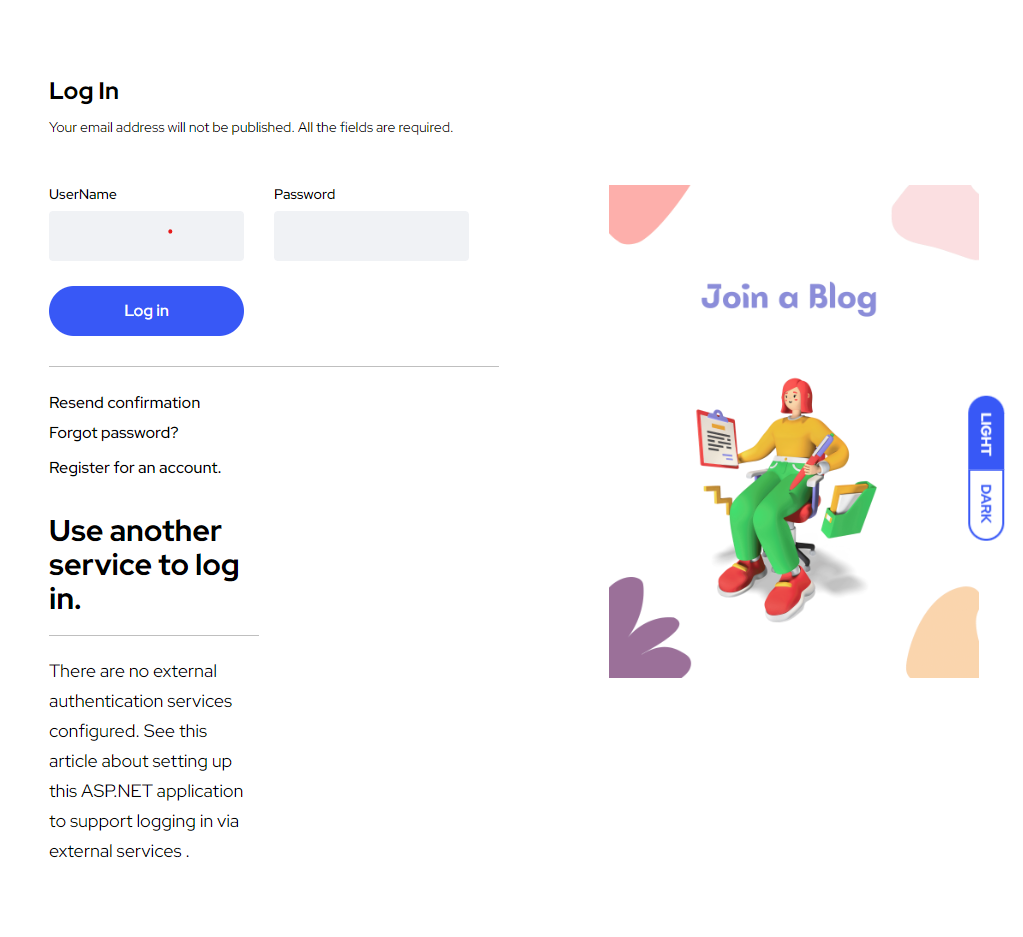 Log In
Your email address will not be published. All the fields are required.
UserName
Password
Log in
Resend confirmation
Forgot password?
Register for an account.
Use another
service to log
in.
There are no external
authentication services
configured. See this
article about setting up
this ASP.NET application
to support logging in via
external services .
Join a Blog
LIGHT
DARK